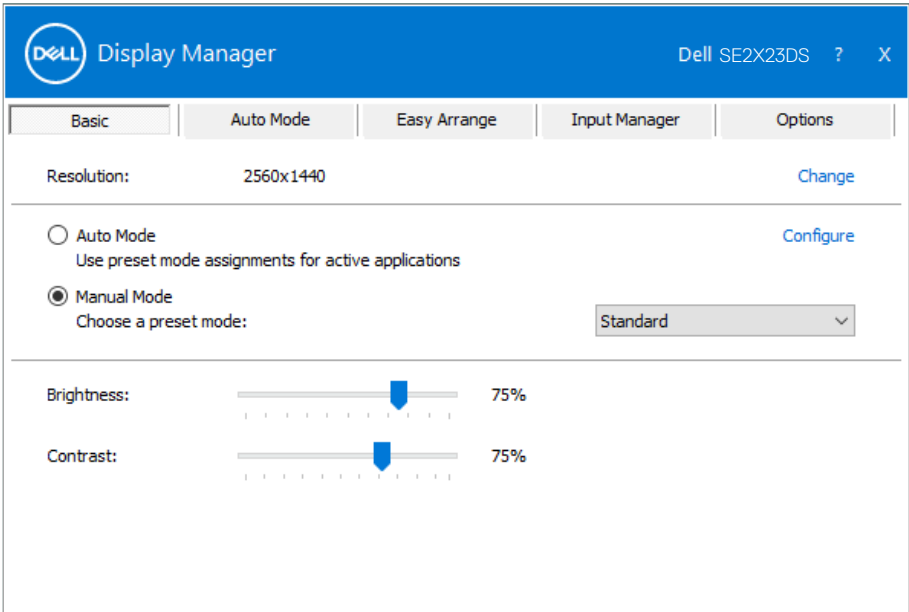 DELL Display Manager Dell SE2X23DS ? X
Basic Auto Mode Easy Arrange Input Manager Options
Resolution: 2560x1440 Change
Auto Mode Configure
Use preset mode assignments for active applications
Manual Mode
Choose a preset mode: Standard
Brightness: 75%
Contrast: 75%